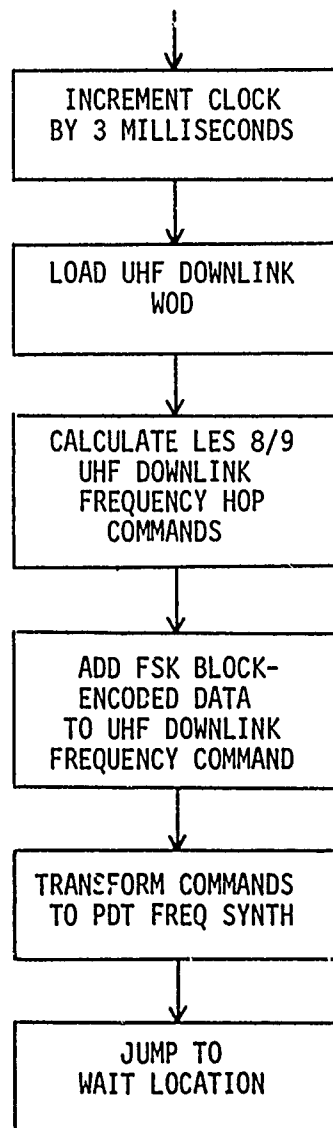 INCREMENT CLOCK
BY 3 MILLISECONDS
LOAD UHF DOWNLINK
WOD
CALCULATE LES 8/9
UHF DOWNLINK
FREQUENCY HOP
COMMANDS
ADD FSK BLOCK-
ENCODED DATA
TO UHF DOWNLINK
FREQUENCY COMMAND
TRANSFORM COMMANDS
TO PDT FREQ SYNTH
JUMP TO
WAIT LOCATION